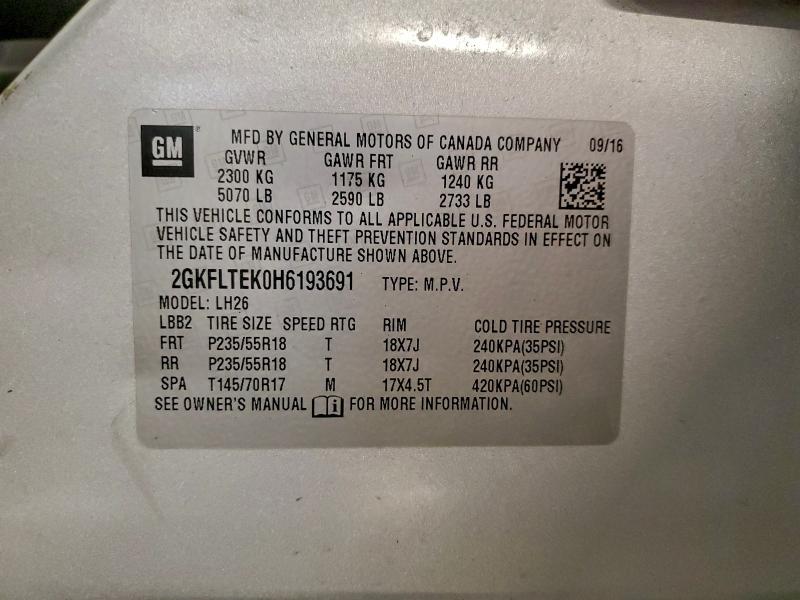 GM MFD BY GENERAL MOTORS OF CANADA COMPANY 09/16
GVWR GAWR FRT GAWR RR
2300 KG 1175 KG 1240 KG
5070 LB 2590 LB 2733 LB
THIS VEHICLE CONFORMS TO ALL APPLICABLE U.S. FEDERAL MOTOR
VEHICLE SAFETY AND THEFT PREVENTION STANDARDS IN EFFECT ON
THE DATE OF MANUFACTURE SHOWN ABOVE.
2GKFLTEK0H6193691 TYPE: M.P.V.
MODEL: LH26
LBB2 TIRE SIZE SPEED RTG RIM COLD TIRE PRESSURE
FRT P235/55R18 T 18X7J 240KPA(35PSI)
RR P235/55R18 T 18X7J 240KPA(35PSI)
SPA T145/70R17 M 17X4.5T 420KPA(60PSI)
SEE OWNER'S MANUAL i FOR MORE INFORMATION.